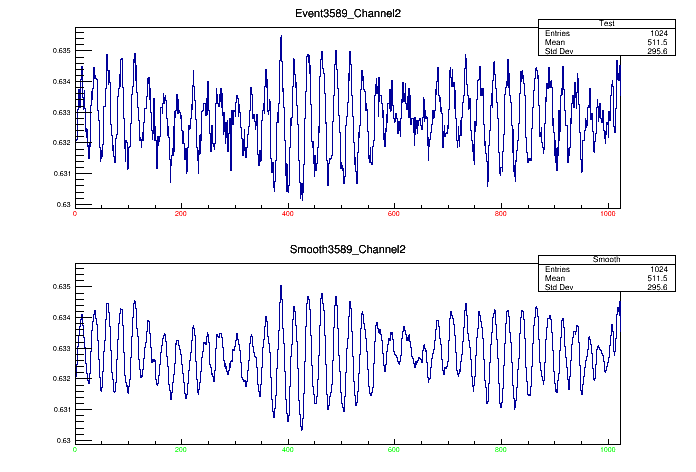 Event3589_Channel2
Test
Entries 1024
Mean 511.5
Std Dev 295.6
0.635
0.634
0.633
0.632
0.631
0.63
0 200 400 600 800 1000
Smooth3589_Channel2
Smooth
Entries 1024
Mean 511.5
Std Dev 295.6
0.635
0.634
0.633
0.632
0.631
0.63
0 200 400 600 800 1000